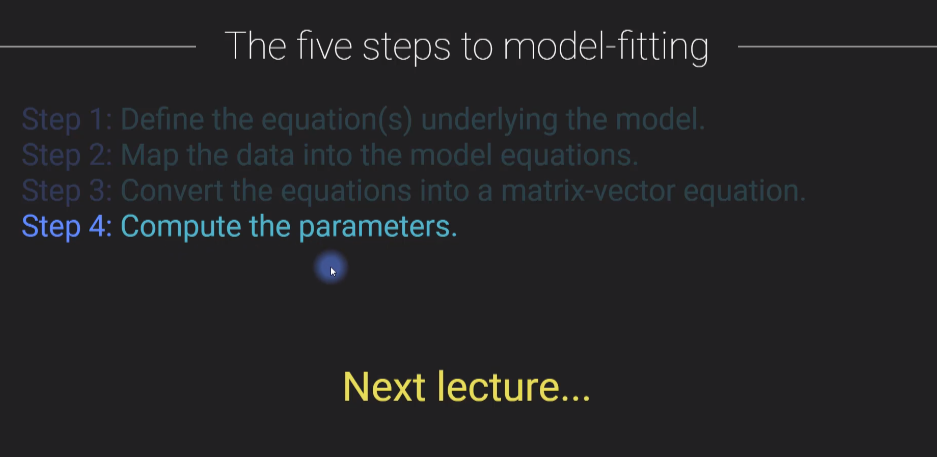 The five steps to model-fitting
Step 1: Define the equation(s) underlying the model.
Step 2: Map the data into the model equations.
Step 3: Convert the equations into a matrix-vector equation.
Step 4: Compute the parameters.
Next lecture...